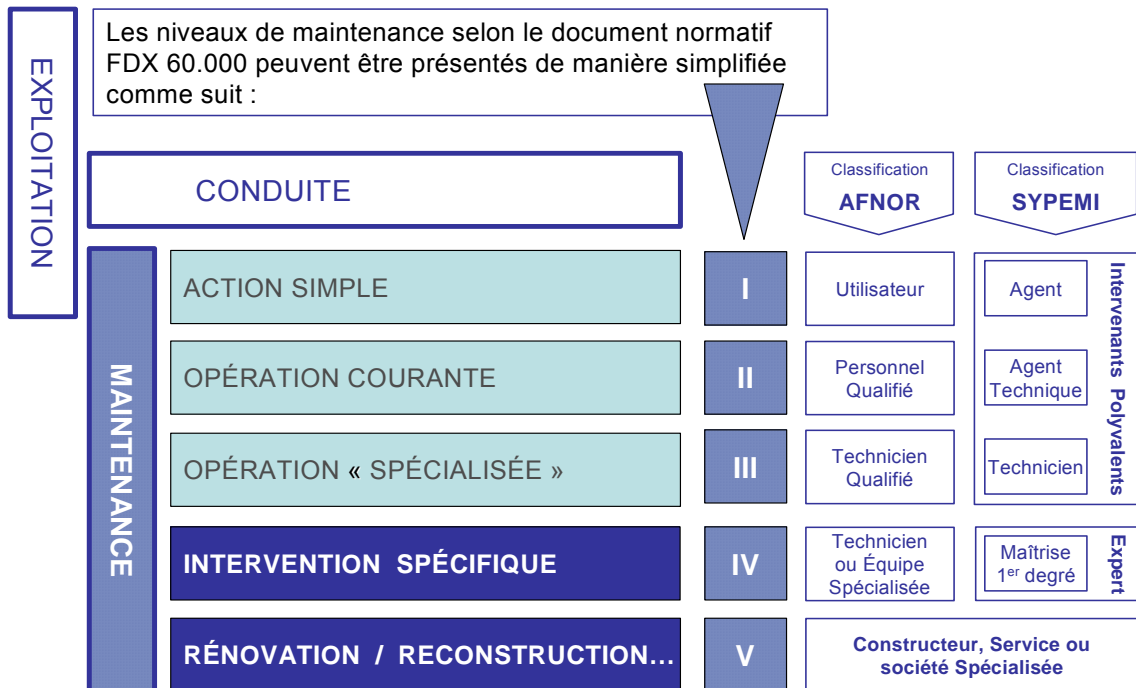 EXPLOITATION
Les niveaux de maintenance selon le document normatif
FDX 60.000 peuvent être présentés de manière simplifiée
comme suit :
CONDUITE
Classification
AFNOR
Classification
SYPEMI
MAINTENANCE
ACTION SIMPLE
I
Utilisateur
Agent
Intervenants Polyvalents
OPÉRATION COURANTE
II
Personnel
Qualifié
Agent
Technique
OPÉRATION « SPÉCIALISÉE »
III
Technicien
Qualifié
Technicien
INTERVENTION SPÉCIFIQUE
IV
Technicien
ou Équipe
Spécialisée
Maîtrise
1er degré
Expert
RÉNOVATION / RECONSTRUCTION…
V
Constructeur, Service ou
société Spécialisée